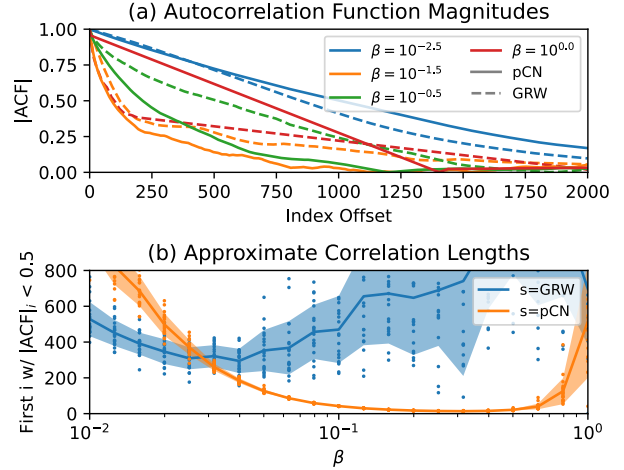 (a) Autocorrelation Function Magnitudes
|ACF|
1.00
0.75
0.50
0.25
0.00
β = 10^−2.5
β = 10^−1.5
β = 10^−0.5
β = 10^0.0
pCN
GRW
0 250 500 750 1000 1250 1500 1750 2000
Index Offset
(b) Approximate Correlation Lengths
First i w/ |ACF|_i < 0.5
800
600
400
200
0
s=GRW
s=pCN
10^−2 10^−1 10^0
β